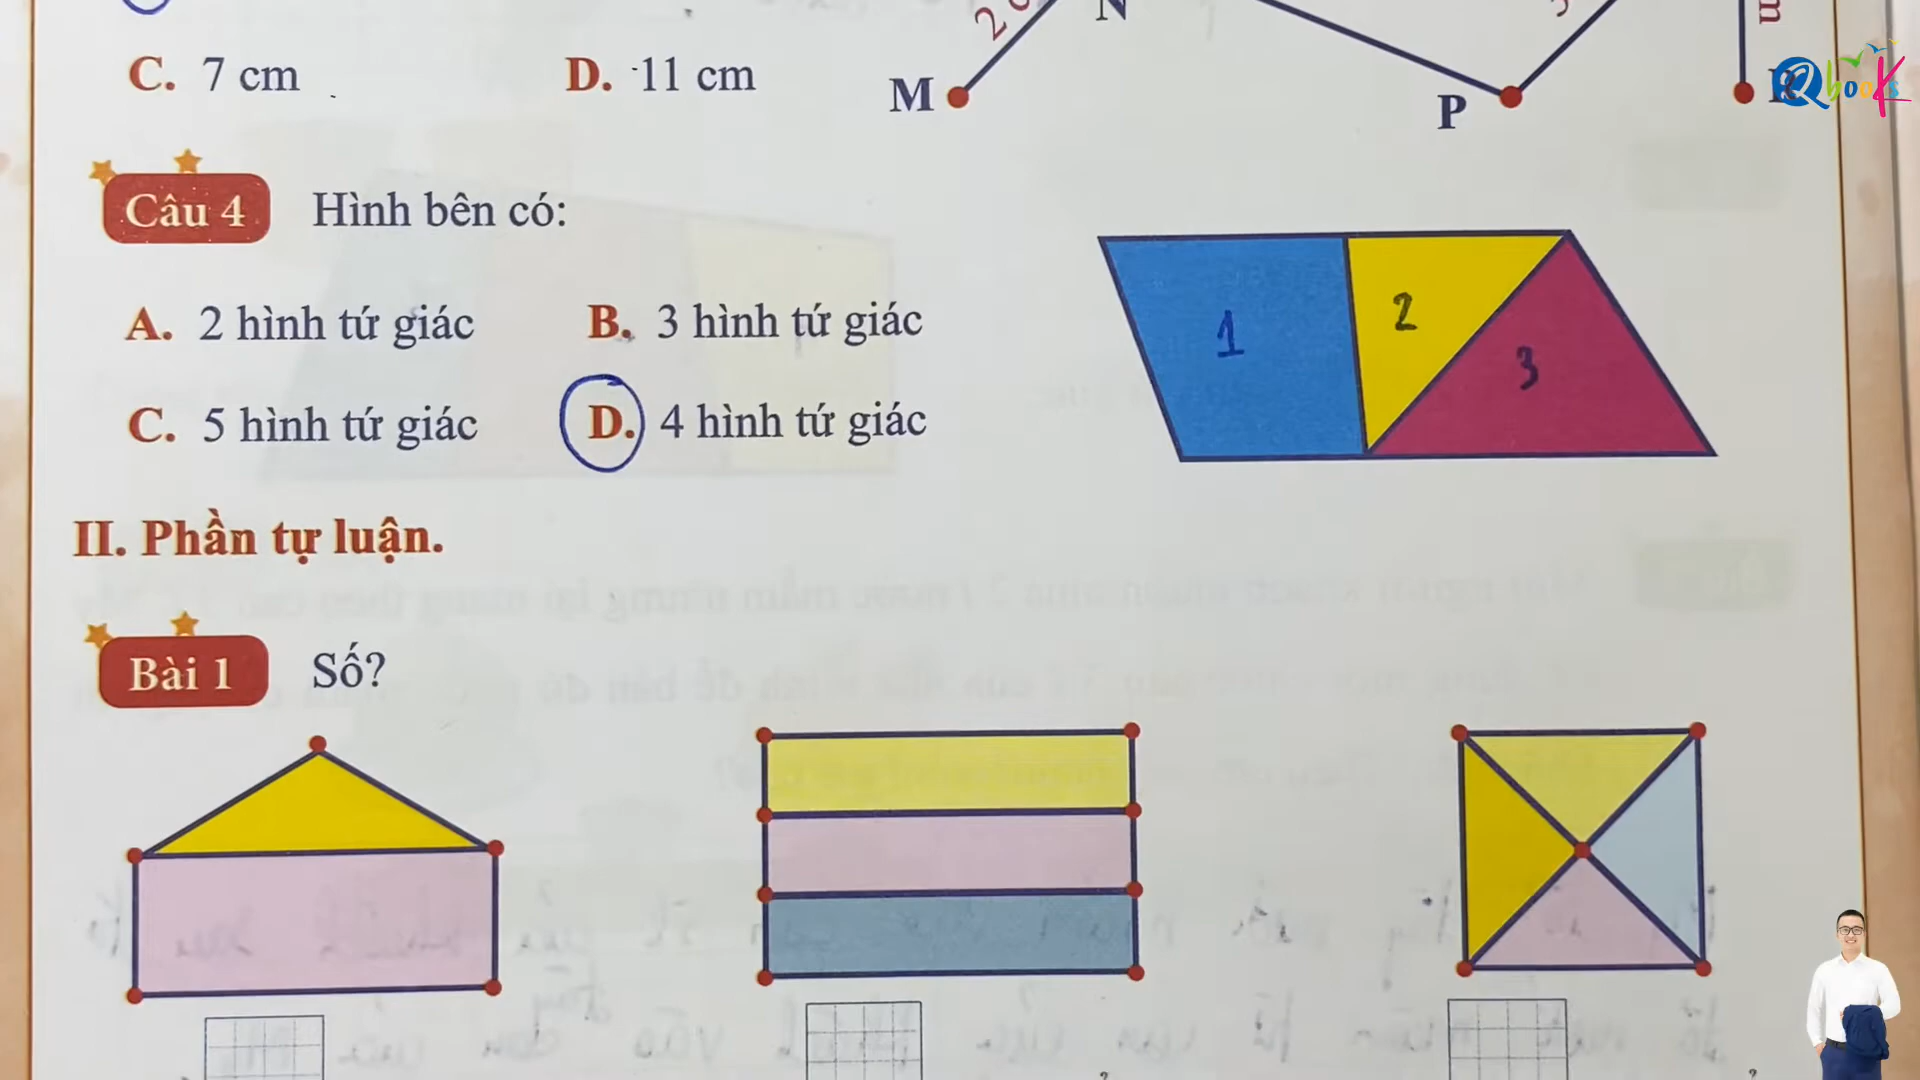 C. 7 cm
D. 11 cm
M
N
P
m
Qbooks
Câu 4 Hình bên có:
A. 2 hình tứ giác
B. 3 hình tứ giác
C. 5 hình tứ giác
D. 4 hình tứ giác
1
2
3
II. Phần tự luận.
Bài 1 Số?